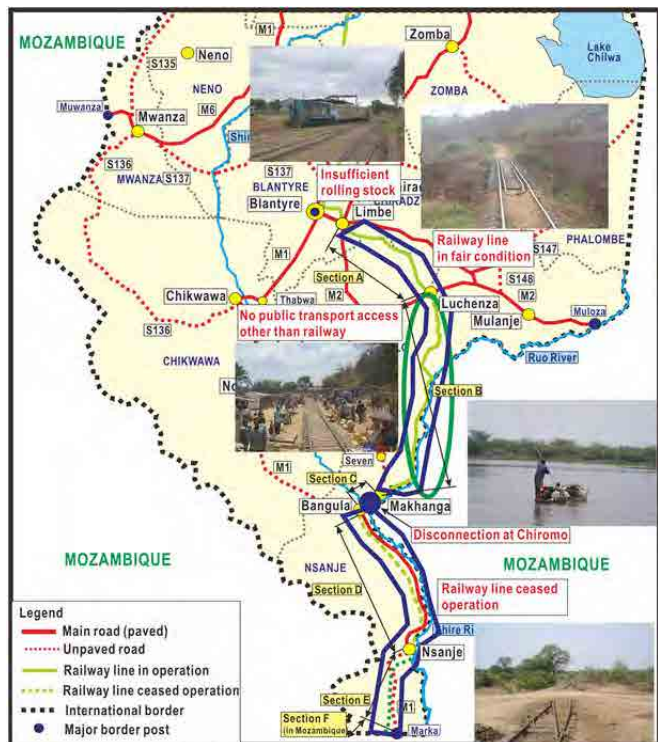 MOZAMBIQUE
M1
Zomba
Neno
Lake
Chilwa
S135
NENO
ZOMBA
Muwanza
Mwanza
M6
S136
MWANZA
S137
S137
BLANTYRE
Insufficient
rolling stock
Blantyre
Limbe
Railway line
in fair condition
PHALOMBE
S147
Section A
M1
M2
S148
M2
Chikwawa
Thabwa
Luchenza
Mulanje
Muloza
No public transport access
other than railway
S136
Ruo River
CHIKWAWA
Section B
Seven
M1
Section C
Bangula
Makhanga
Disconnection at Chiromo
MOZAMBIQUE
NSANJE
MOZAMBIQUE
Section D
Railway line ceased
operation
Legend
Main road (paved)
Unpaved road
Railway line in operation
Railway line ceased operation
International border
Major border post
Nsanje
Section E
M1
Section F
(in Mozambique)
Marka